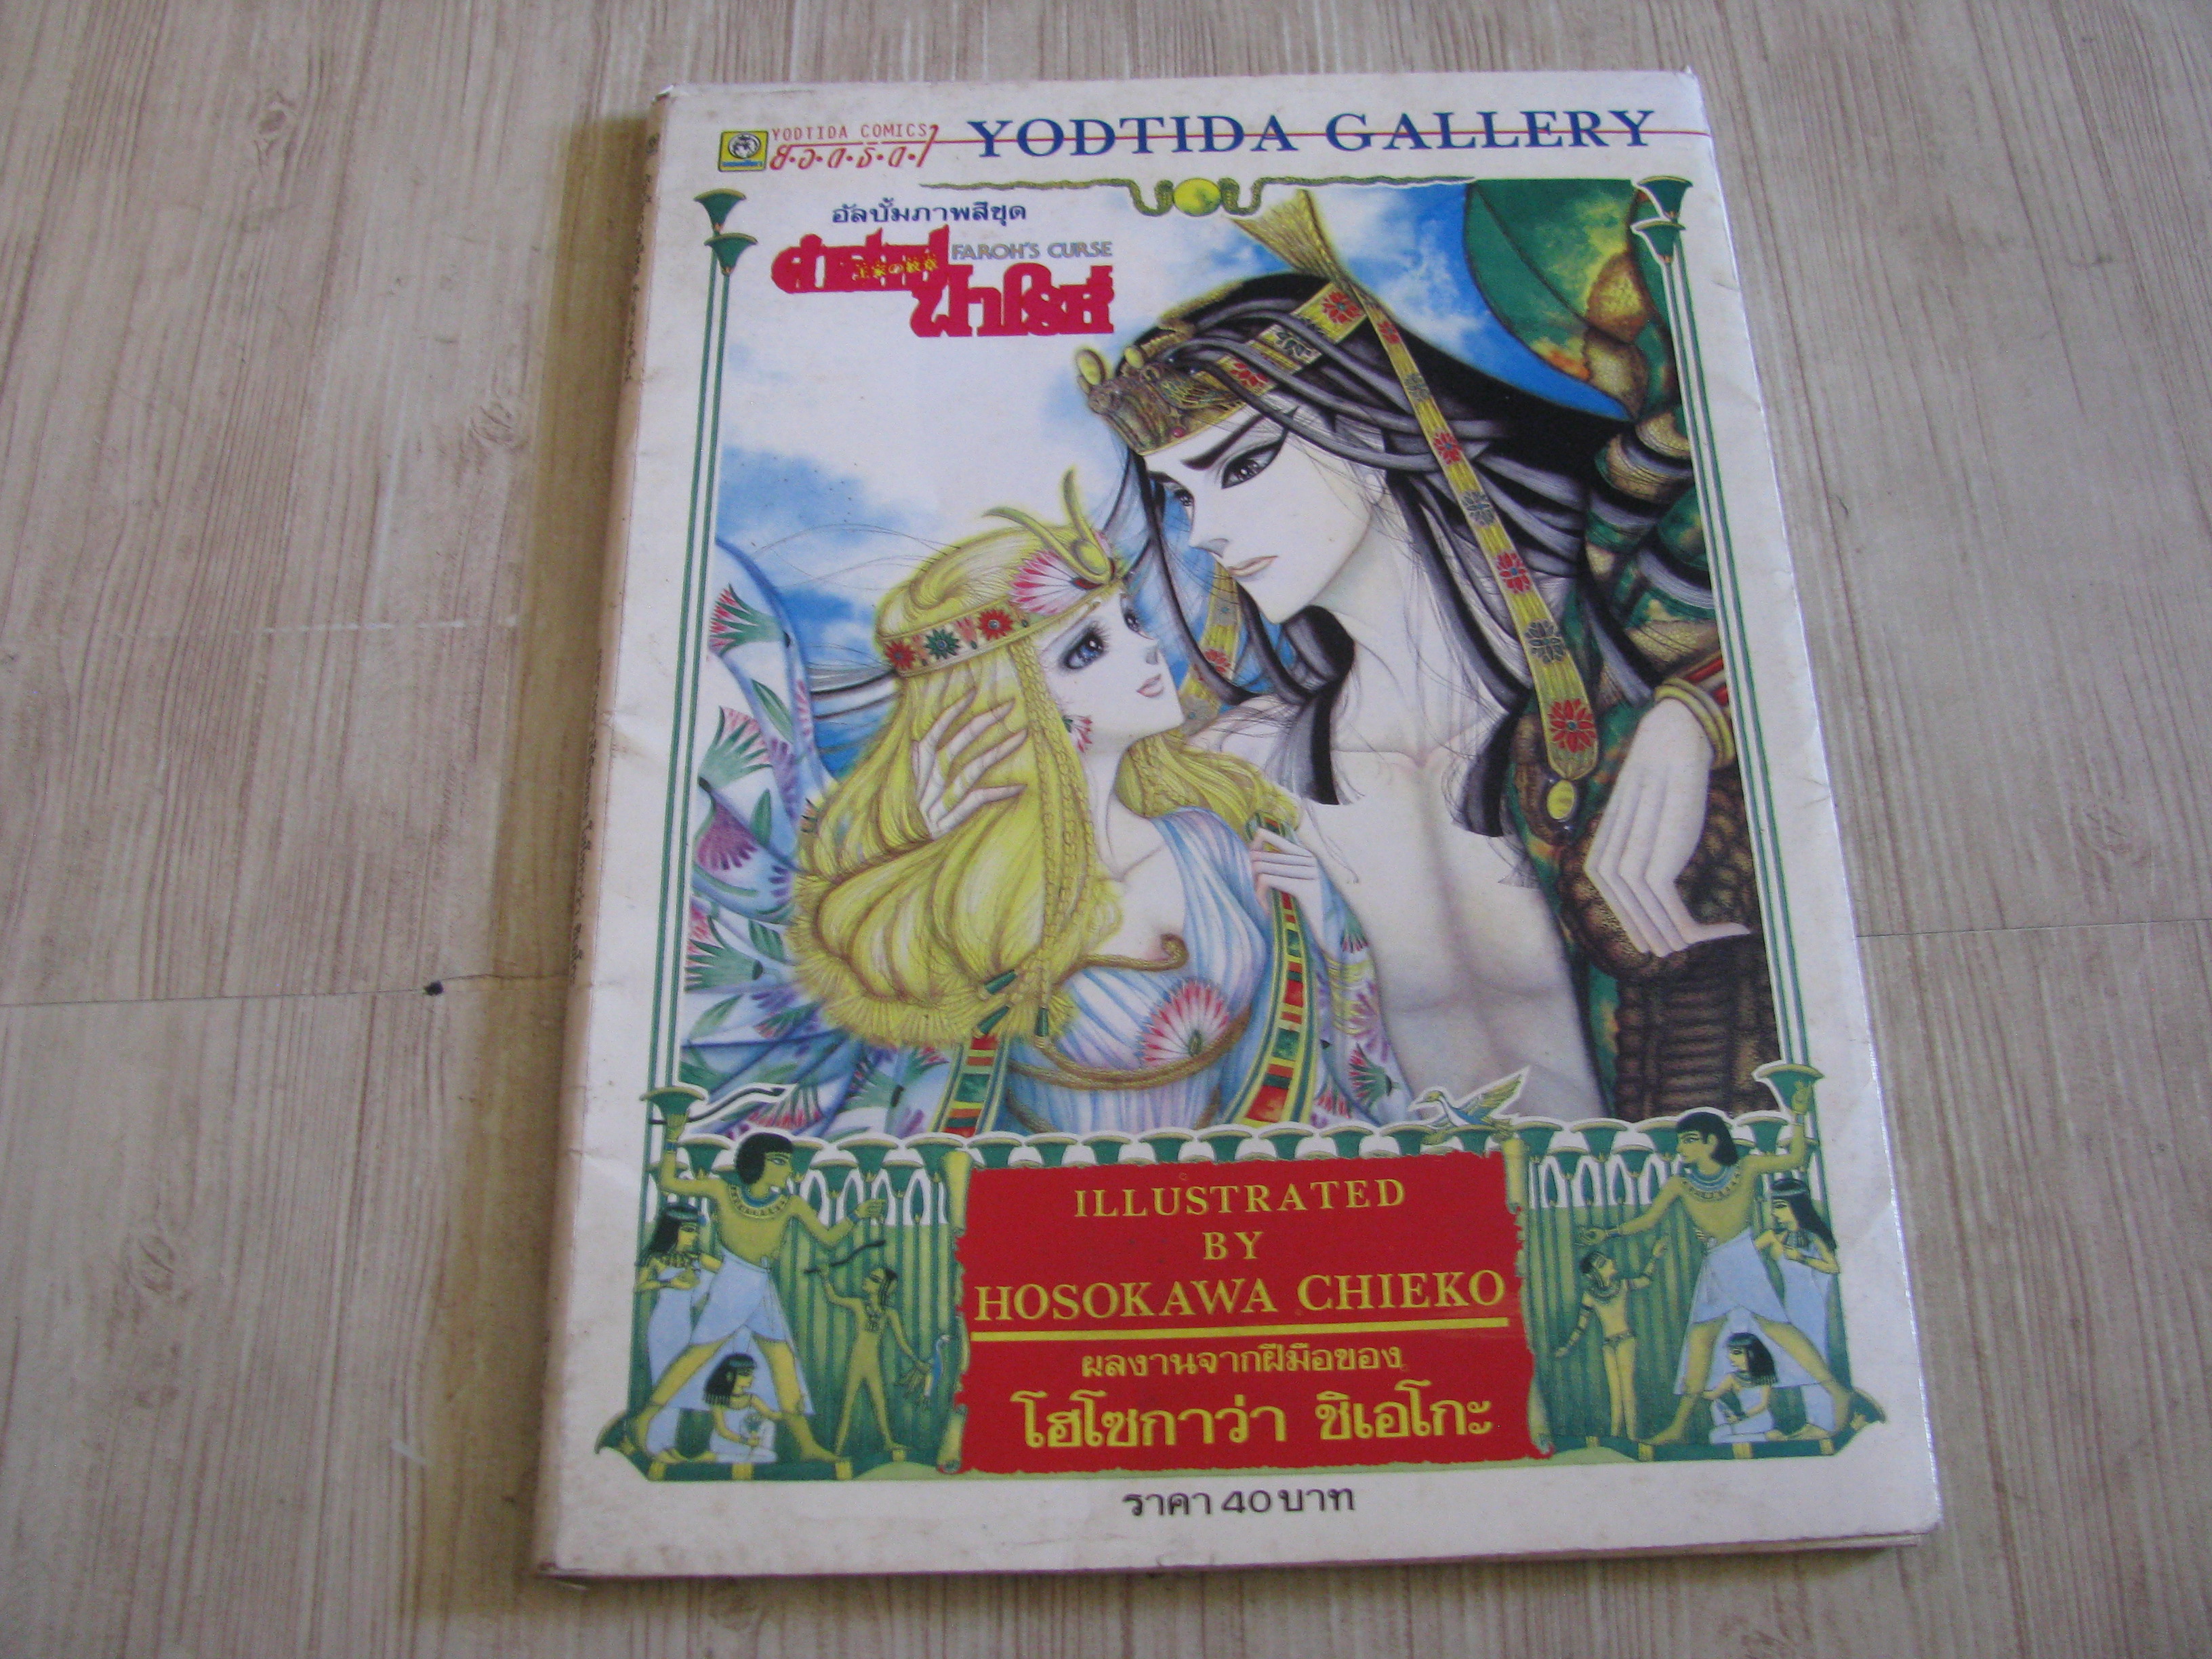 YODTIDA COMICS
ย.อ.ด.ธิ.ด.า
YODTIDA GALLERY
อัลบั้มภาพสีชุด
FAROH'S CURSE
คำสาป
ฟาโรห์
ILLUSTRATED
BY
HOSOKAWA CHIEKO
ผลงานจากฝีมือของ
โฮโซกาว่า ชิเอโกะ
ราคา 40 บาท